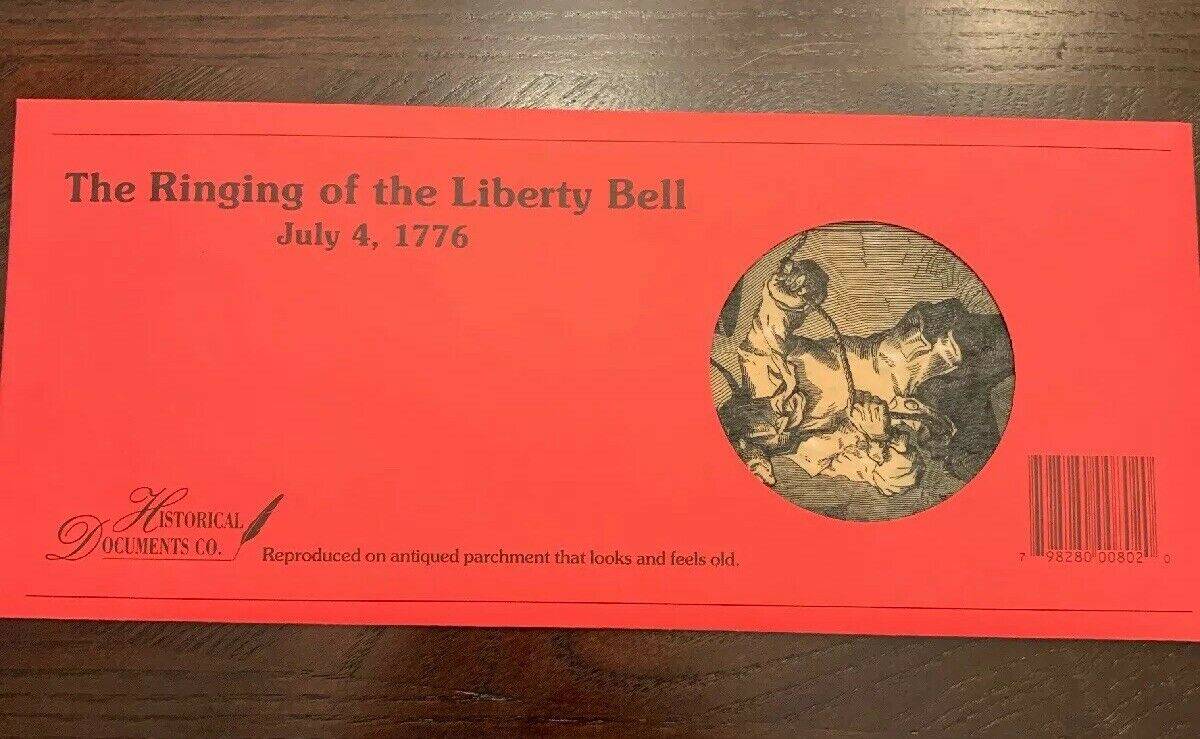 The Ringing of the Liberty Bell
July 4, 1776
HISTORICAL
DOCUMENTS CO.
Reproduced on antiqued parchment that looks and feels old.
7 98280 00802 0